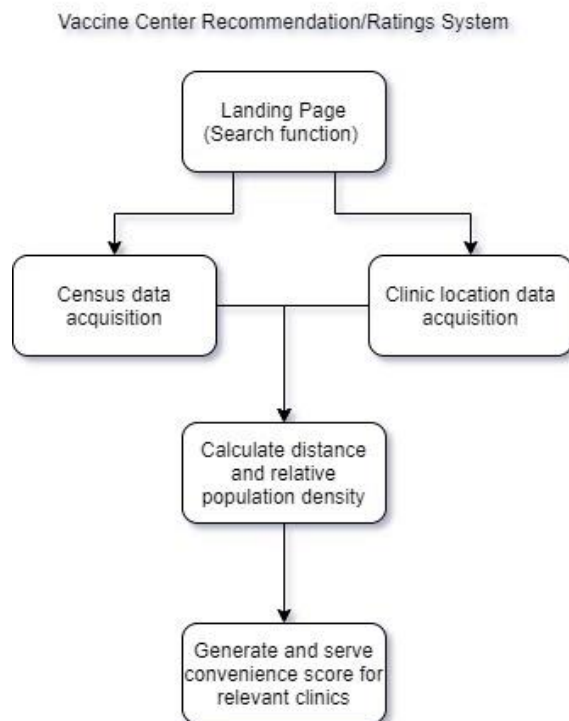 Vaccine Center Recommendation/Ratings System
Landing Page
(Search function)
Census data
acquisition
Clinic location data
acquisition
Calculate distance
and relative
population density
Generate and serve
convenience score for
relevant clinics